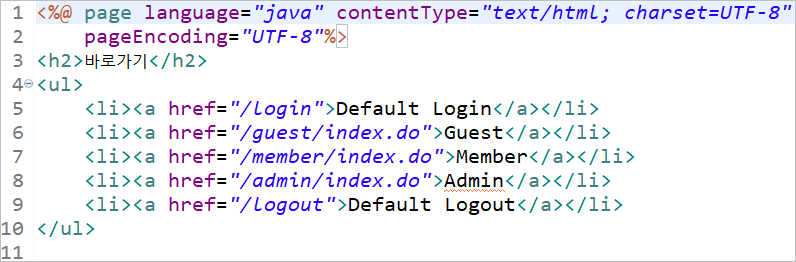 1 <%@ page language="java" contentType="text/html; charset=UTF-8"
2     pageEncoding="UTF-8"%>
3 <h2>바로가기</h2>
4 <ul>
5     <li><a href="/login">Default Login</a></li>
6     <li><a href="/guest/index.do">Guest</a></li>
7     <li><a href="/member/index.do">Member</a></li>
8     <li><a href="/admin/index.do">Admin</a></li>
9     <li><a href="/logout">Default Logout</a></li>
10 </ul>
11